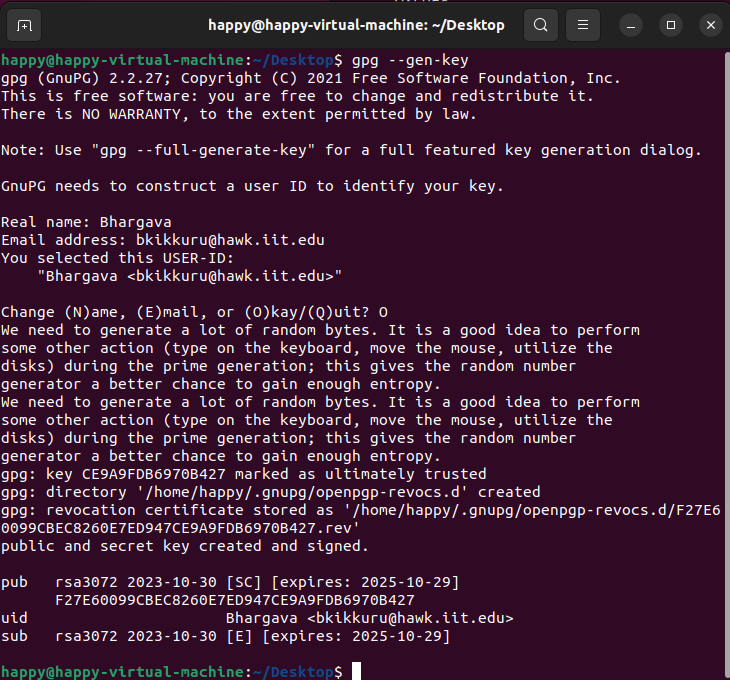 happy@happy-virtual-machine: ~/Desktop
happy@happy-virtual-machine:~/Desktop$ gpg --gen-key
gpg (GnuPG) 2.2.27; Copyright (C) 2021 Free Software Foundation, Inc.
This is free software: you are free to change and redistribute it.
There is NO WARRANTY, to the extent permitted by law.
Note: Use "gpg --full-generate-key" for a full featured key generation dialog.
GnuPG needs to construct a user ID to identify your key.
Real name: Bhargava
Email address: bkikkuru@hawk.iit.edu
You selected this USER-ID:
    "Bhargava <bkikkuru@hawk.iit.edu>"
Change (N)ame, (E)mail, or (O)kay/(Q)uit? O
We need to generate a lot of random bytes. It is a good idea to perform
some other action (type on the keyboard, move the mouse, utilize the
disks) during the prime generation; this gives the random number
generator a better chance to gain enough entropy.
We need to generate a lot of random bytes. It is a good idea to perform
some other action (type on the keyboard, move the mouse, utilize the
disks) during the prime generation; this gives the random number
generator a better chance to gain enough entropy.
gpg: key CE9A9FDB6970B427 marked as ultimately trusted
gpg: directory '/home/happy/.gnupg/openpgp-revocs.d' created
gpg: revocation certificate stored as '/home/happy/.gnupg/openpgp-revocs.d/F27E6
0099CBEC8260E7ED947CE9A9FDB6970B427.rev'
public and secret key created and signed.
pub   rsa3072 2023-10-30 [SC] [expires: 2025-10-29]
      F27E60099CBEC8260E7ED947CE9A9FDB6970B427
uid                      Bhargava <bkikkuru@hawk.iit.edu>
sub   rsa3072 2023-10-30 [E] [expires: 2025-10-29]
happy@happy-virtual-machine:~/Desktop$